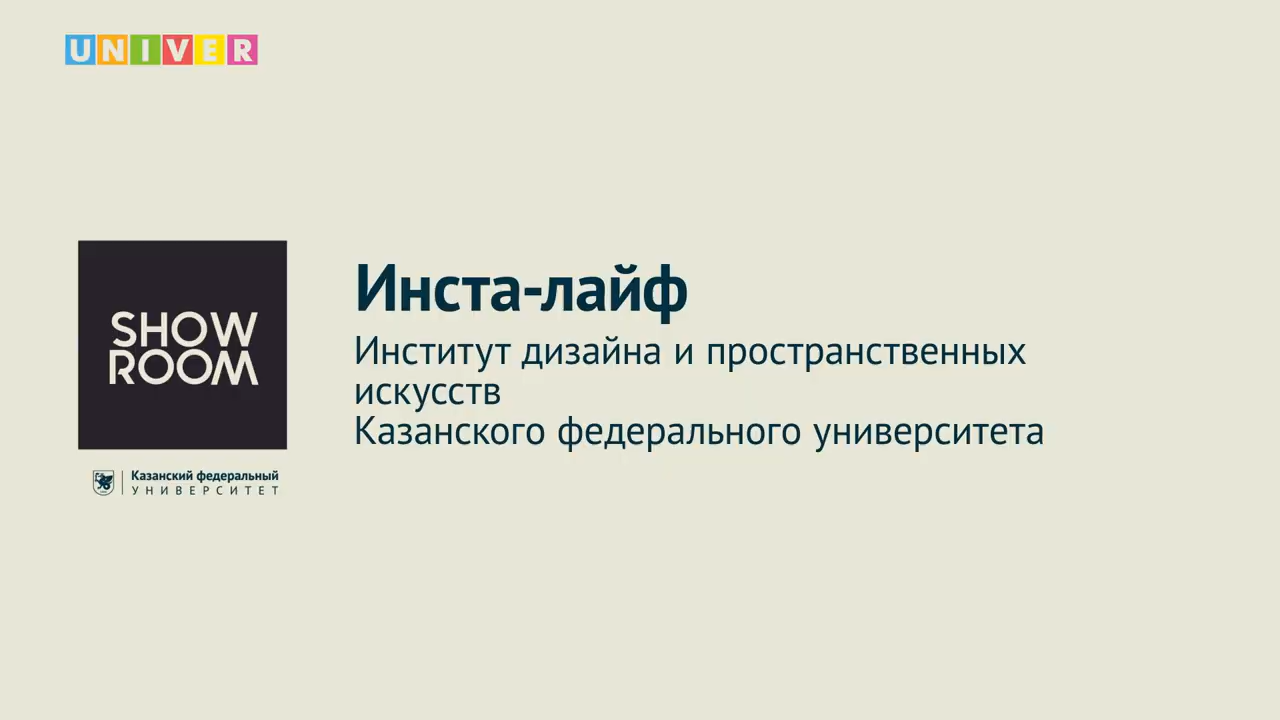 UNIVER
SHOW
ROOM
Казанский федеральный
УНИВЕРСИТЕТ
Инста-лайф
Институт дизайна и пространственных
искусств
Казанского федерального университета